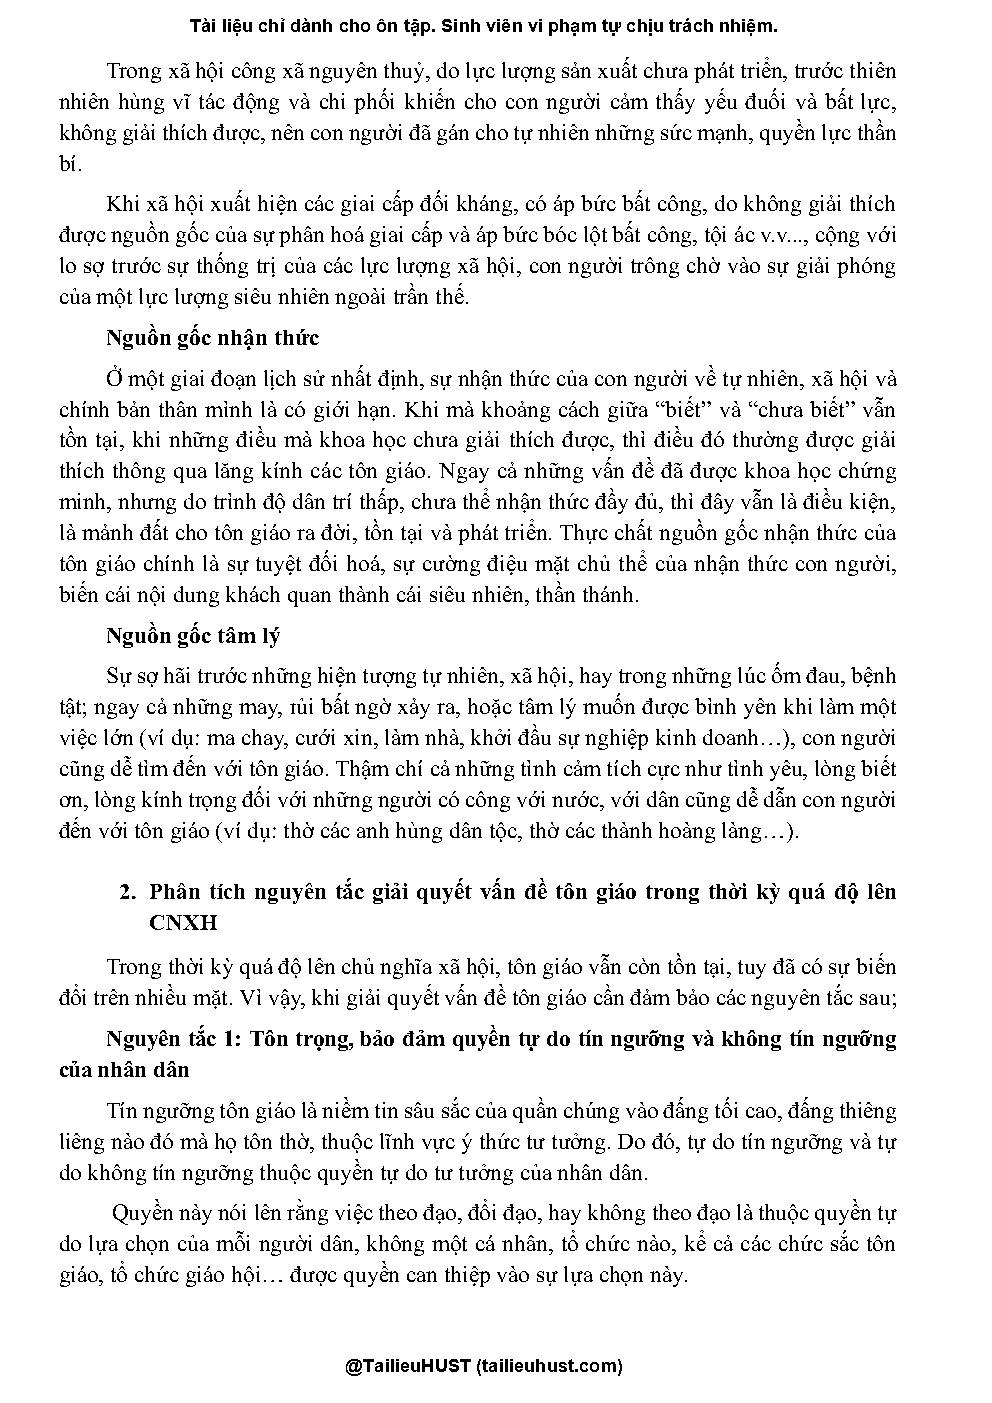 Tài liệu chỉ dành cho ôn tập. Sinh viên vi phạm tự chịu trách nhiệm.
Trong xã hội công xã nguyên thuỷ, do lực lượng sản xuất chưa phát triển, trước thiên
nhiên hùng vĩ tác động và chi phối khiến cho con người cảm thấy yếu đuối và bất lực,
không giải thích được, nên con người đã gán cho tự nhiên những sức mạnh, quyền lực thần
bí.
Khi xã hội xuất hiện các giai cấp đối kháng, có áp bức bất công, do không giải thích
được nguồn gốc của sự phân hoá giai cấp và áp bức bóc lột bất công, tội ác v.v..., cộng với
lo sợ trước sự thống trị của các lực lượng xã hội, con người trông chờ vào sự giải phóng
của một lực lượng siêu nhiên ngoài trần thế.
Nguồn gốc nhận thức
Ở một giai đoạn lịch sử nhất định, sự nhận thức của con người về tự nhiên, xã hội và
chính bản thân mình là có giới hạn. Khi mà khoảng cách giữa “biết” và “chưa biết” vẫn
tồn tại, khi những điều mà khoa học chưa giải thích được, thì điều đó thường được giải
thích thông qua lăng kính các tôn giáo. Ngay cả những vấn đề đã được khoa học chứng
minh, nhưng do trình độ dân trí thấp, chưa thể nhận thức đầy đủ, thì đây vẫn là điều kiện,
là mảnh đất cho tôn giáo ra đời, tồn tại và phát triển. Thực chất nguồn gốc nhận thức của
tôn giáo chính là sự tuyệt đối hoá, sự cường điệu mặt chủ thể của nhận thức con người,
biến cái nội dung khách quan thành cái siêu nhiên, thần thánh.
Nguồn gốc tâm lý
Sự sợ hãi trước những hiện tượng tự nhiên, xã hội, hay trong những lúc ốm đau, bệnh
tật; ngay cả những may, rủi bất ngờ xảy ra, hoặc tâm lý muốn được bình yên khi làm một
việc lớn (ví dụ: ma chay, cưới xin, làm nhà, khởi đầu sự nghiệp kinh doanh…), con người
cũng dễ tìm đến với tôn giáo. Thậm chí cả những tình cảm tích cực như tình yêu, lòng biết
ơn, lòng kính trọng đối với những người có công với nước, với dân cũng dễ dẫn con người
đến với tôn giáo (ví dụ: thờ các anh hùng dân tộc, thờ các thành hoàng làng…).
2. Phân tích nguyên tắc giải quyết vấn đề tôn giáo trong thời kỳ quá độ lên
CNXH
Trong thời kỳ quá độ lên chủ nghĩa xã hội, tôn giáo vẫn còn tồn tại, tuy đã có sự biến
đổi trên nhiều mặt. Vì vậy, khi giải quyết vấn đề tôn giáo cần đảm bảo các nguyên tắc sau;
Nguyên tắc 1: Tôn trọng, bảo đảm quyền tự do tín ngưỡng và không tín ngưỡng
của nhân dân
Tín ngưỡng tôn giáo là niềm tin sâu sắc của quần chúng vào đấng tối cao, đấng thiêng
liêng nào đó mà họ tôn thờ, thuộc lĩnh vực ý thức tư tưởng. Do đó, tự do tín ngưỡng và tự
do không tín ngưỡng thuộc quyền tự do tư tưởng của nhân dân.
Quyền này nói lên rằng việc theo đạo, đổi đạo, hay không theo đạo là thuộc quyền tự
do lựa chọn của mỗi người dân, không một cá nhân, tổ chức nào, kể cả các chức sắc tôn
giáo, tổ chức giáo hội… được quyền can thiệp vào sự lựa chọn này.
@TailieuHUST (tailieuhust.com)